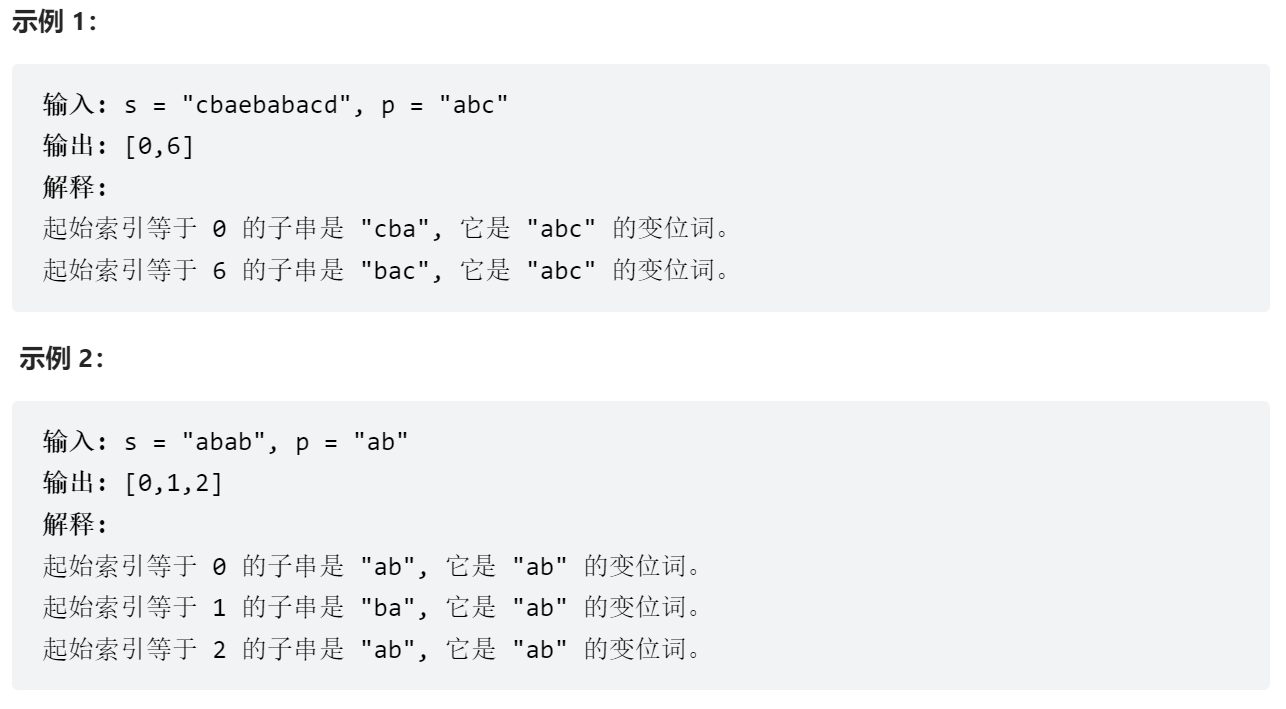 示例 1：
输入: s = "cbaebabacd", p = "abc"
输出: [0,6]
解释:
起始索引等于 0 的子串是 "cba", 它是 "abc" 的变位词。
起始索引等于 6 的子串是 "bac", 它是 "abc" 的变位词。
示例 2：
输入: s = "abab", p = "ab"
输出: [0,1,2]
解释:
起始索引等于 0 的子串是 "ab", 它是 "ab" 的变位词。
起始索引等于 1 的子串是 "ba", 它是 "ab" 的变位词。
起始索引等于 2 的子串是 "ab", 它是 "ab" 的变位词。